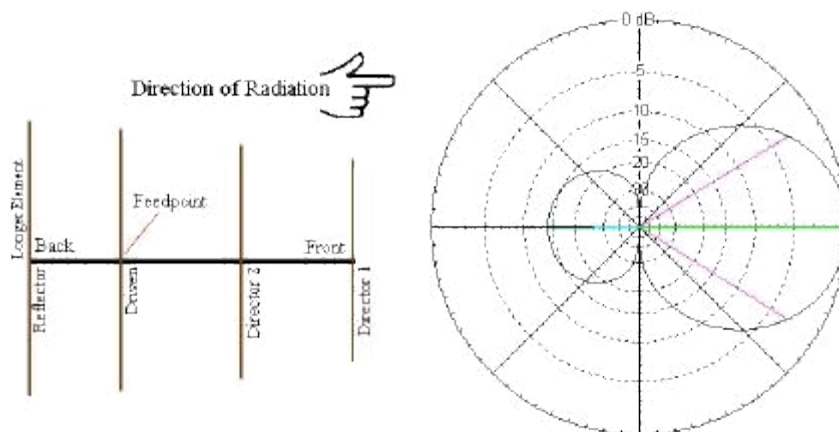 Direction of Radiation
Longer Element
Feedpoint
Back
Front
Reflector
Driven
Director 2
Director 1
0 dB
5
10
15
20
30